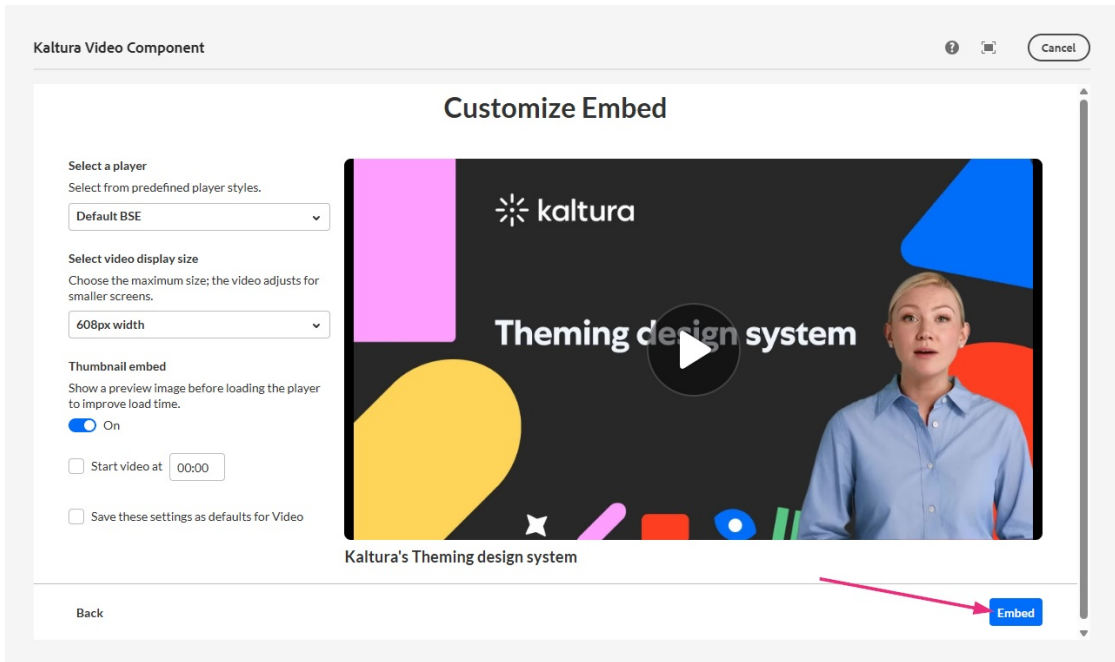 Kaltura Video Component
Cancel
Customize Embed
Select a player
Select from predefined player styles.
Default BSE
Select video display size
Choose the maximum size; the video adjusts for
smaller screens.
608px width
Thumbnail embed
Show a preview image before loading the player
to improve load time.
On
Start video at 00:00
Save these settings as defaults for Video
kaltura
Theming design system
Kaltura's Theming design system
Back
Embed